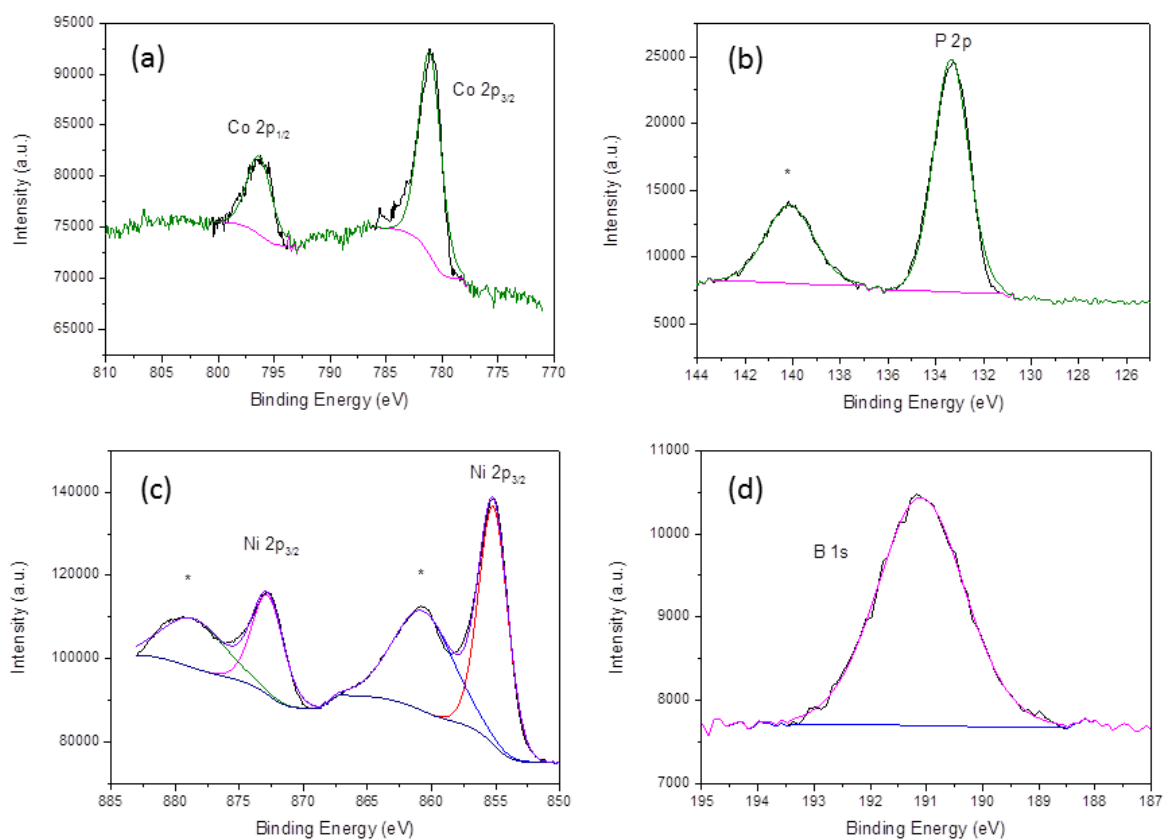 (a)
Co 2p1/2
Co 2p3/2
95000
90000
85000
80000
75000
70000
65000
Intensity (a.u.)
810 800 790 780 770
Binding Energy (eV)
(b)
P 2p
*
25000
20000
15000
10000
5000
Intensity (a.u.)
144 142 140 138 136 134 132 130 128 126
Binding Energy (eV)
(c)
Ni 2p3/2
Ni 2p3/2
*
*
140000
120000
100000
80000
Intensity (a.u.)
885 880 875 870 865 860 855 850
Binding Energy (eV)
(d)
B 1s
11000
10000
9000
8000
7000
Intensity (a.u.)
195 194 193 192 191 190 189 188 187
Binding Energy (eV)